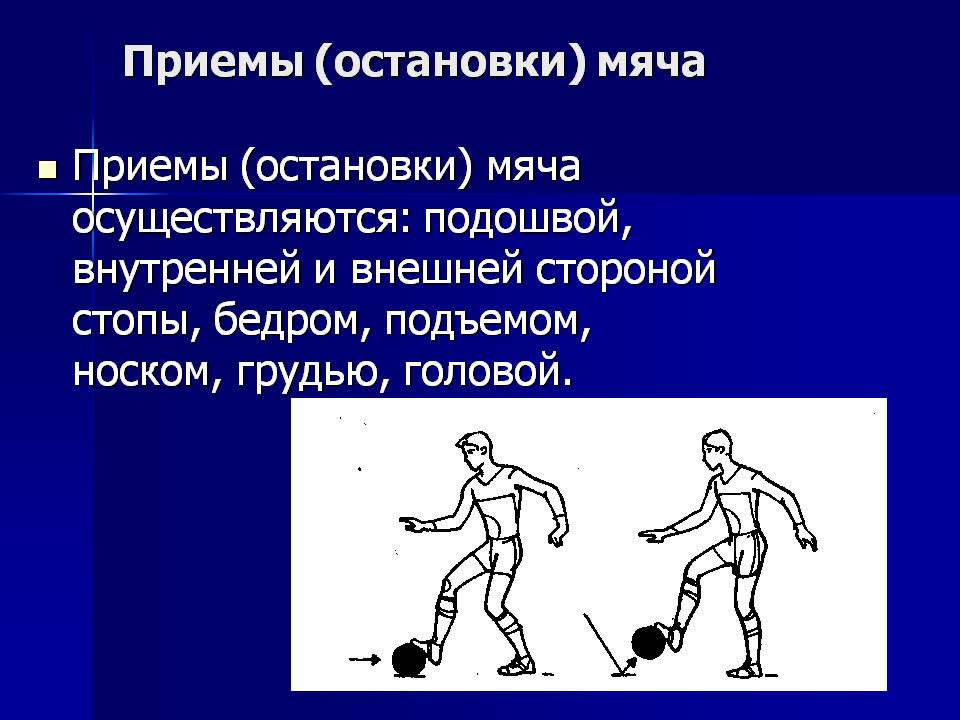 Приемы (остановки) мяча
Приемы (остановки) мяча
осуществляются: подошвой,
внутренней и внешней стороной
стопы, бедром, подъемом,
носком, грудью, головой.